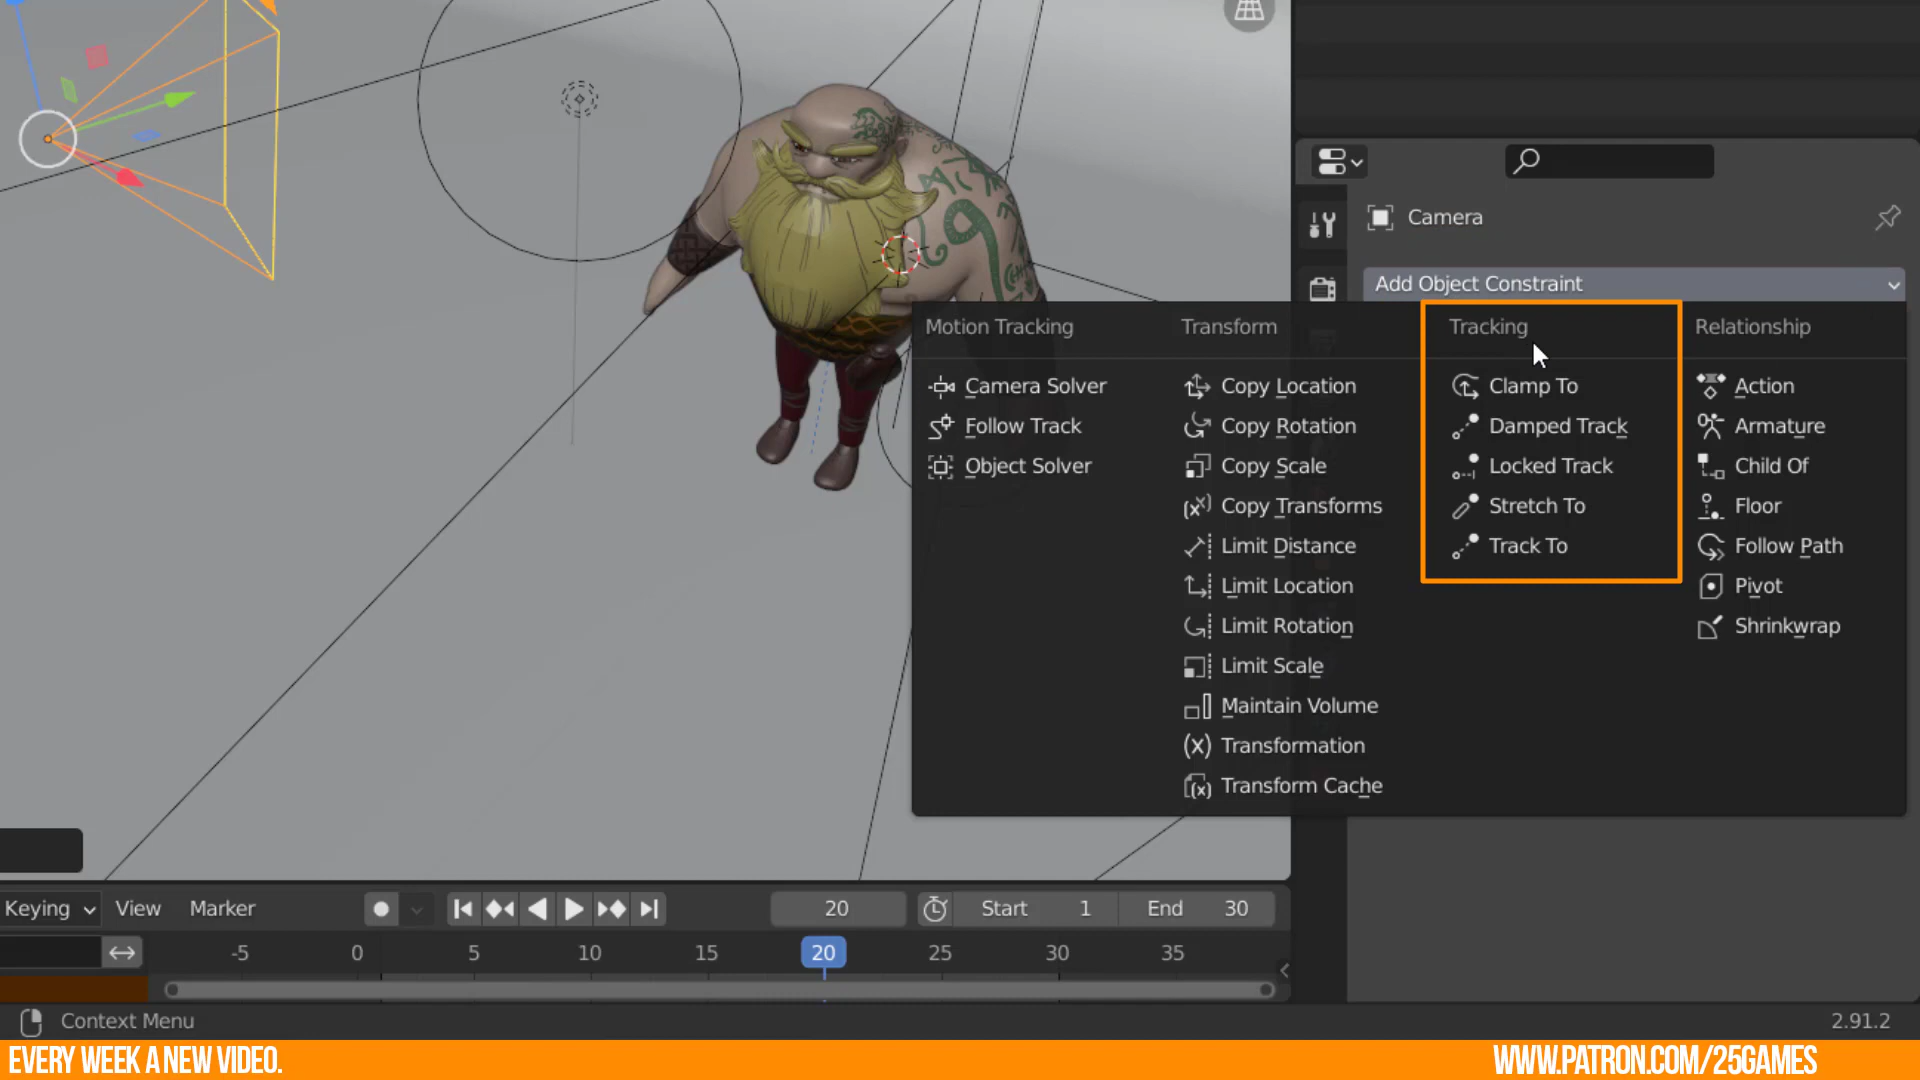 Camera
Add Object Constraint
Motion Tracking
Camera Solver
Follow Track
Object Solver
Transform
Copy Location
Copy Rotation
Copy Scale
Copy Transforms
Limit Distance
Limit Location
Limit Rotation
Limit Scale
Maintain Volume
Transformation
Transform Cache
Tracking
Clamp To
Damped Track
Locked Track
Stretch To
Track To
Relationship
Action
Armature
Child Of
Floor
Follow Path
Pivot
Shrinkwrap
Keying View Marker 20 Start 1 End 30
-5 0 5 10 15 20 25 30 35
Context Menu 2.91.2
EVERY WEEK A NEW VIDEO. WWW.PATRON.COM/25GAMES